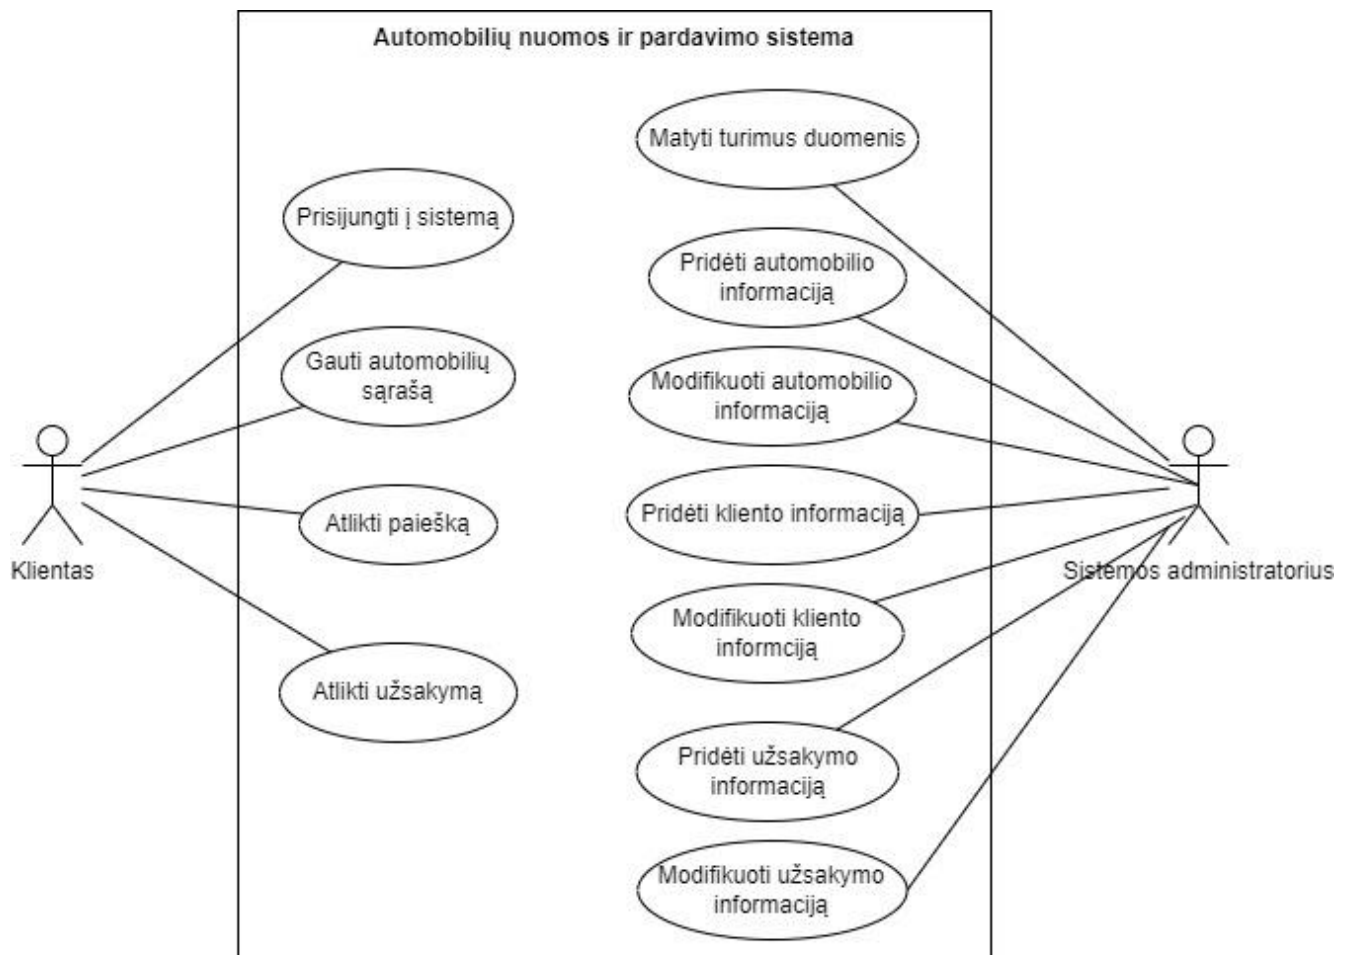 Automobilių nuomos ir pardavimo sistema
Matyti turimus duomenis
Prisijungti į sistemą
Pridėti automobilio
informaciją
Gauti automobilių
sąrašą
Modifikuoti automobilio
informaciją
Atlikti paiešką
Pridėti kliento informaciją
Klientas
Sistemos administratorius
Modifikuoti kliento
informciją
Atlikti užsakymą
Pridėti užsakymo
informaciją
Modifikuoti užsakymo
informaciją